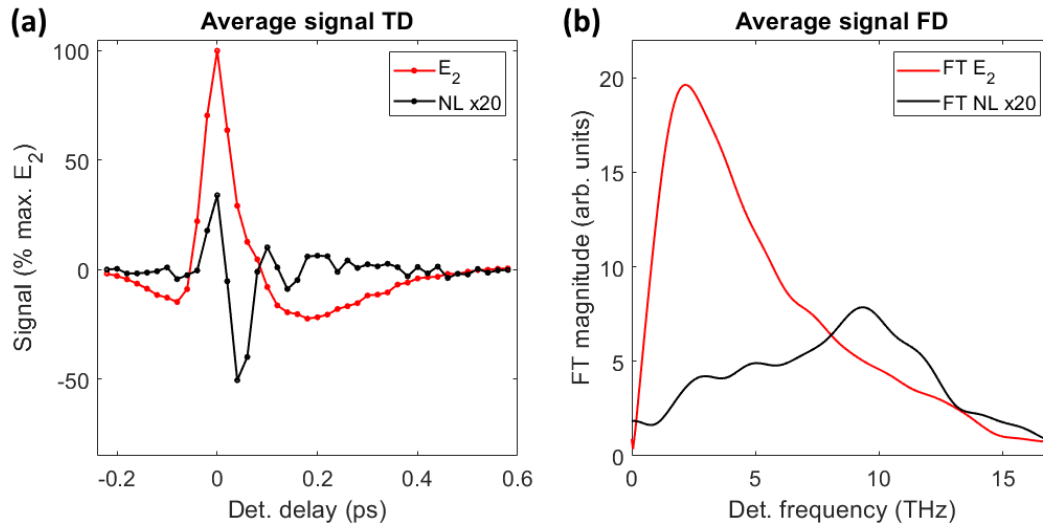 (a)
Average signal TD
100
50
0
-50
Signal (% max. E₂)
E₂
NL x20
-0.2
0
0.2
0.4
0.6
Det. delay (ps)
(b)
Average signal FD
20
15
10
5
0
FT magnitude (arb. units)
FT E₂
FT NL x20
0
5
10
15
Det. frequency (THz)